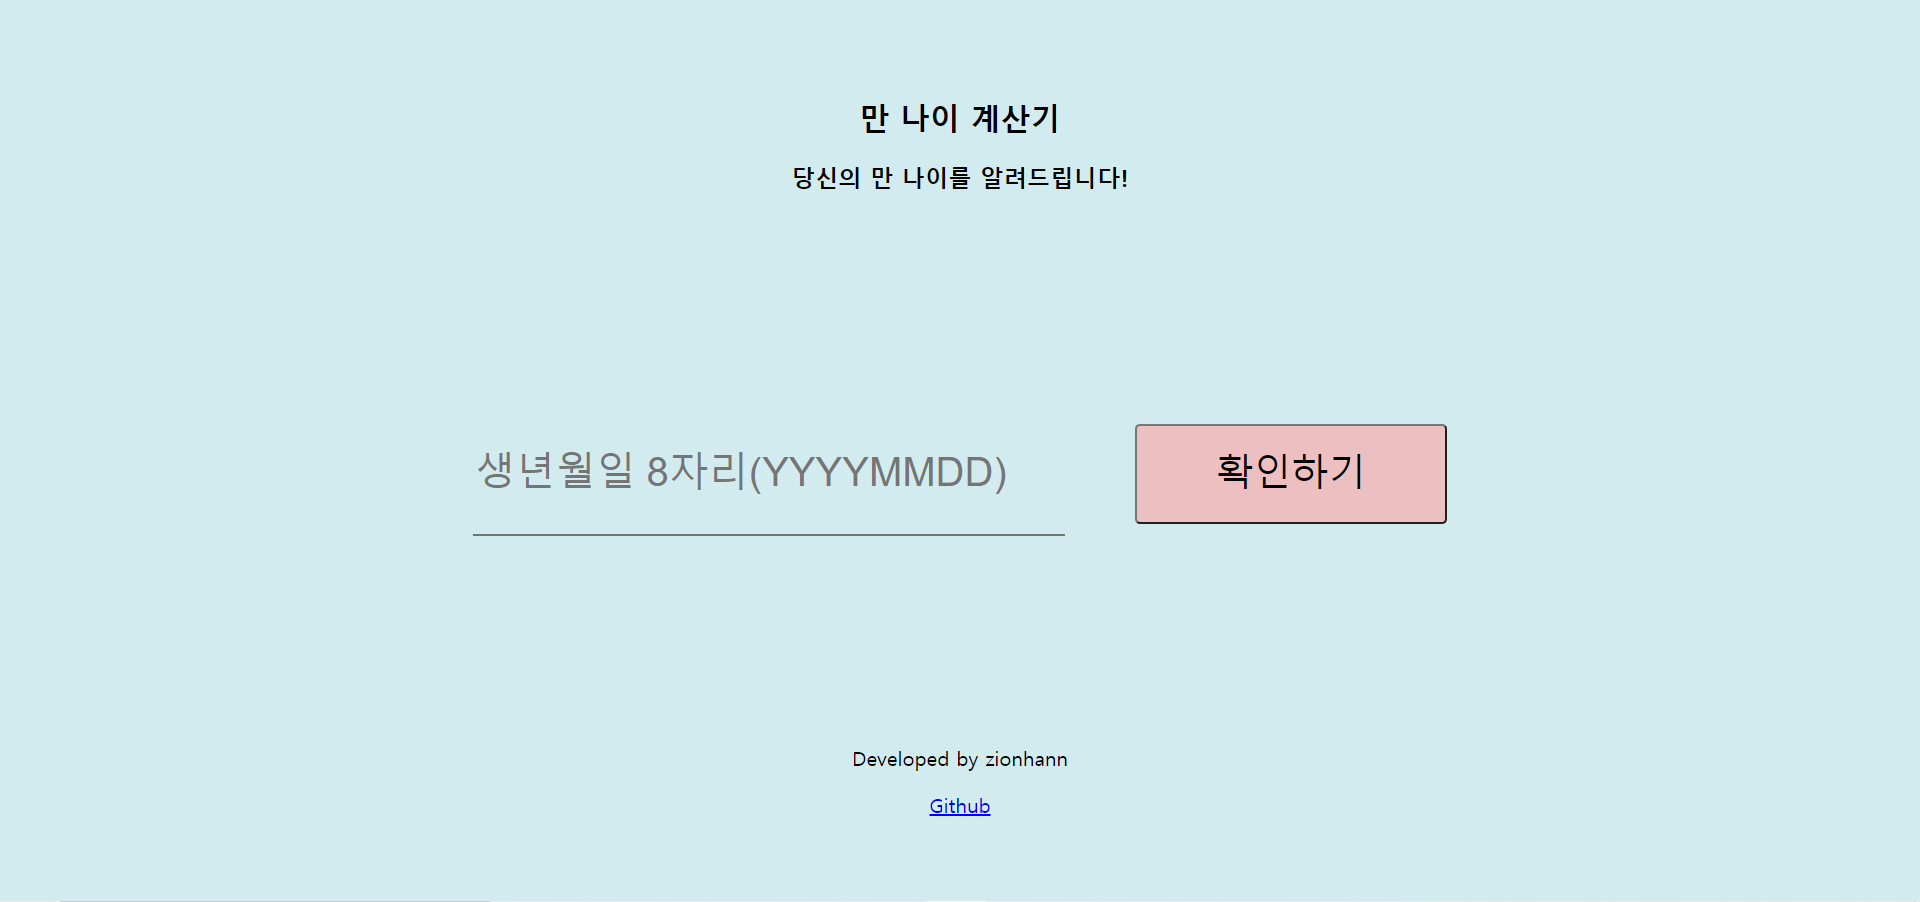 만 나이 계산기
당신의 만 나이를 알려드립니다!
생년월일 8자리(YYYYMMDD)
확인하기
Developed by zionhann
Github